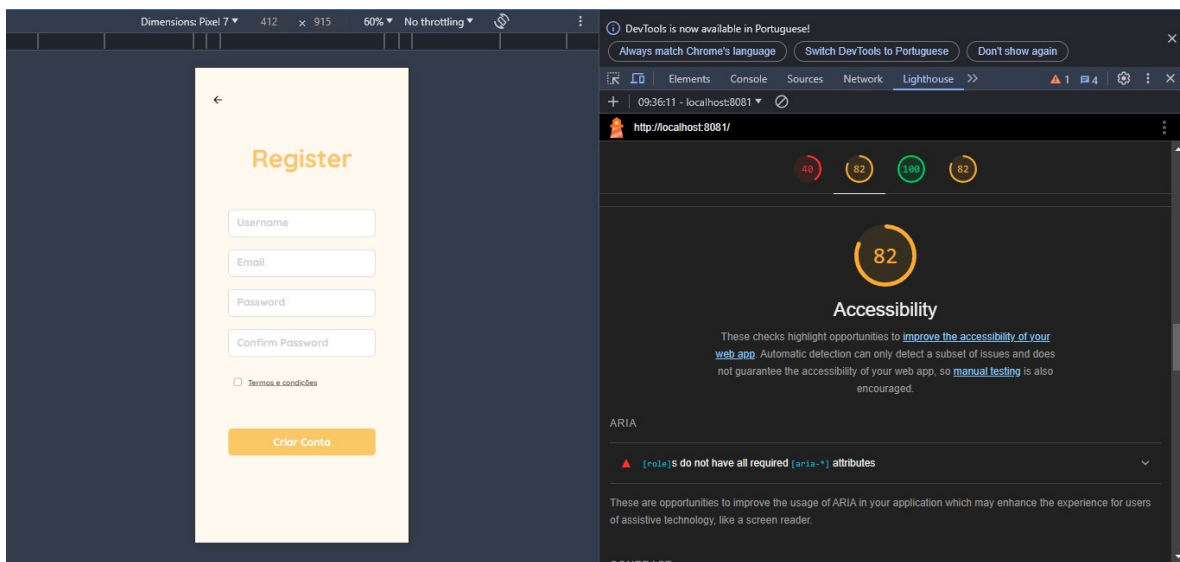 Dimensions: Pixel 7 ▼ 412 × 915 60% ▼ No throttling ▼
Register
Username
Email
Password
Confirm Password
Termos e condicões
Criar Conta
DevTools is now available in Portuguese!
Always match Chrome's language Switch DevTools to Portuguese Don't show again
Elements Console Sources Network Lighthouse 1 4
09:36:11 - localhost:8081 ▼
http://localhost:8081/
40 82 100 82
82
Accessibility
These checks highlight opportunities to improve the accessibility of your
web app. Automatic detection can only detect a subset of issues and does
not guarantee the accessibility of your web app, so manual testing is also
encouraged.
ARIA
[role]s do not have all required [aria-*] attributes
These are opportunities to improve the usage of ARIA in your application which may enhance the experience for users
of assistive technology, like a screen reader.